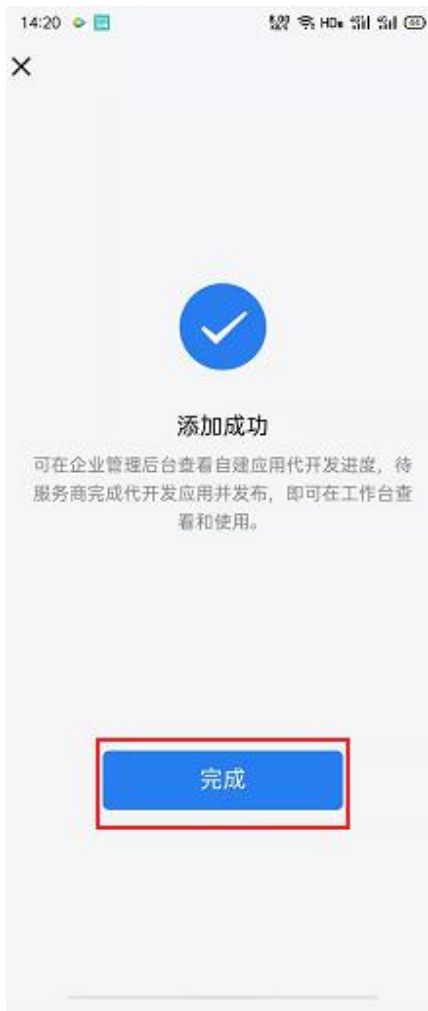 14:20
添加成功
可在企业管理后台查看自建应用代开发进度，待
服务商完成代开发应用并发布，即可在工作台查
看和使用。
完成